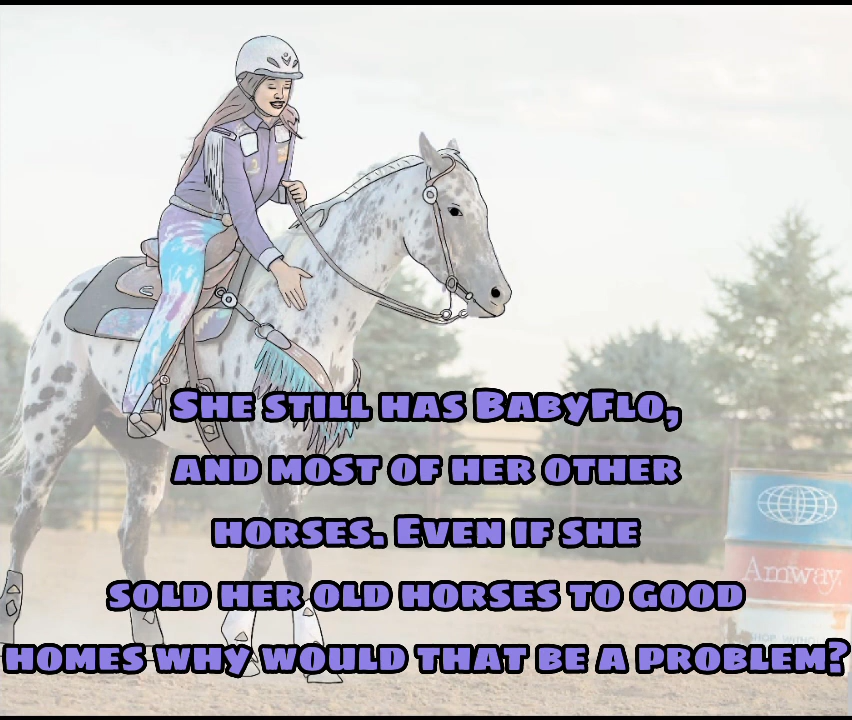 She still has BabyFlo,
and most of her other
horses. Even if she
sold her old horses to good
homes why would that be a problem?
Amway